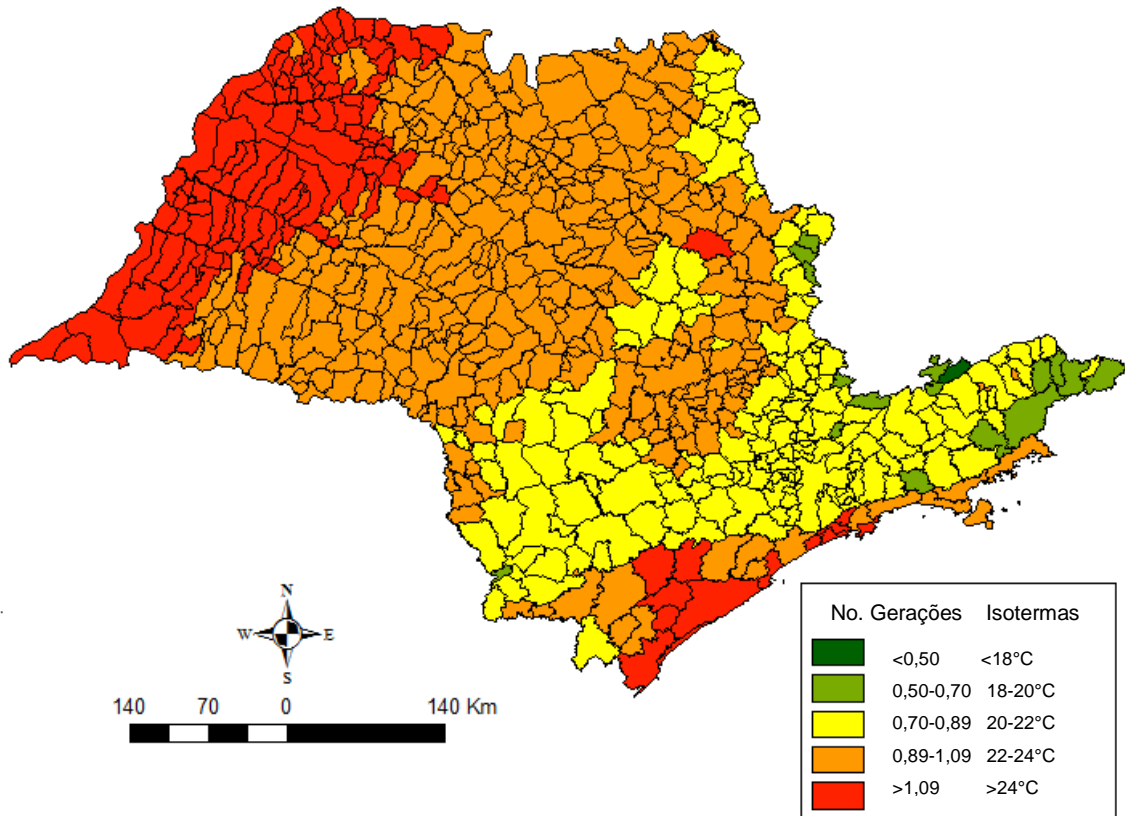 N
W E
S
140 70 0 140 Km
No. Gerações Isotermas
<0,50 <18°C
0,50-0,70 18-20°C
0,70-0,89 20-22°C
0,89-1,09 22-24°C
>1,09 >24°C